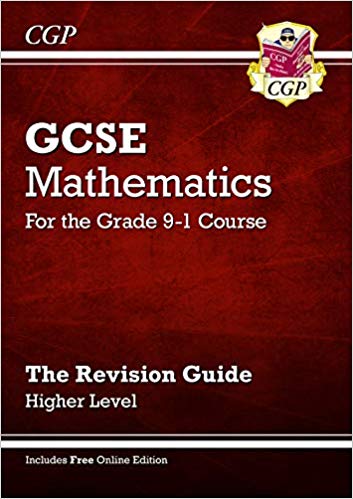 CGP
CGP
CGP
GCSE
Mathematics
For the Grade 9-1 Course
The Revision Guide
Higher Level
Includes Free Online Edition